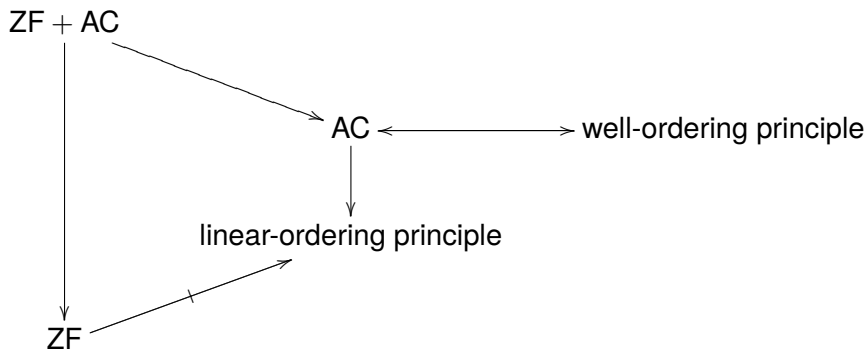 ZF + AC
AC
well-ordering principle
linear-ordering principle
ZF